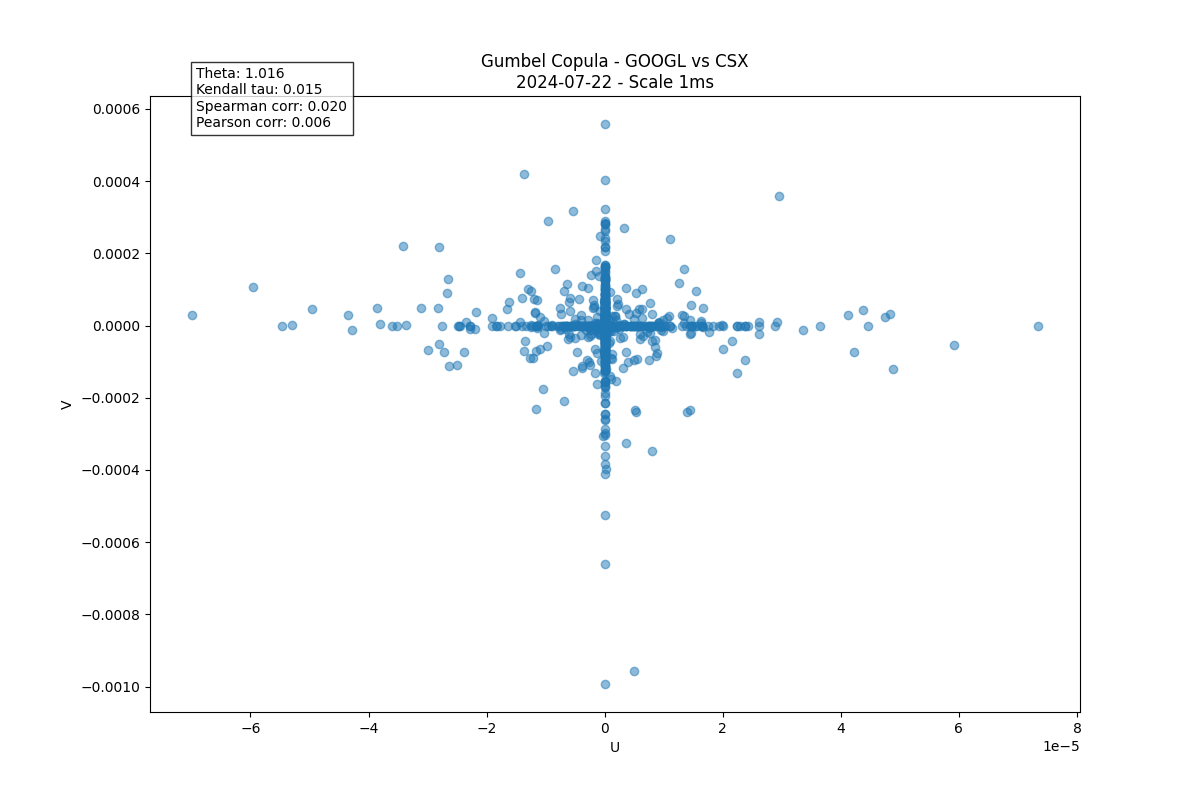 Gumbel Copula - GOOGL vs CSX
2024-07-22 - Scale 1ms
Theta: 1.016
Kendall tau: 0.015
Spearman corr: 0.020
Pearson corr: 0.006
0.0006
0.0004
0.0002
0.0000
−0.0002
−0.0004
−0.0006
−0.0008
−0.0010
V
−6
−4
−2
0
2
4
6
8
1e−5
U